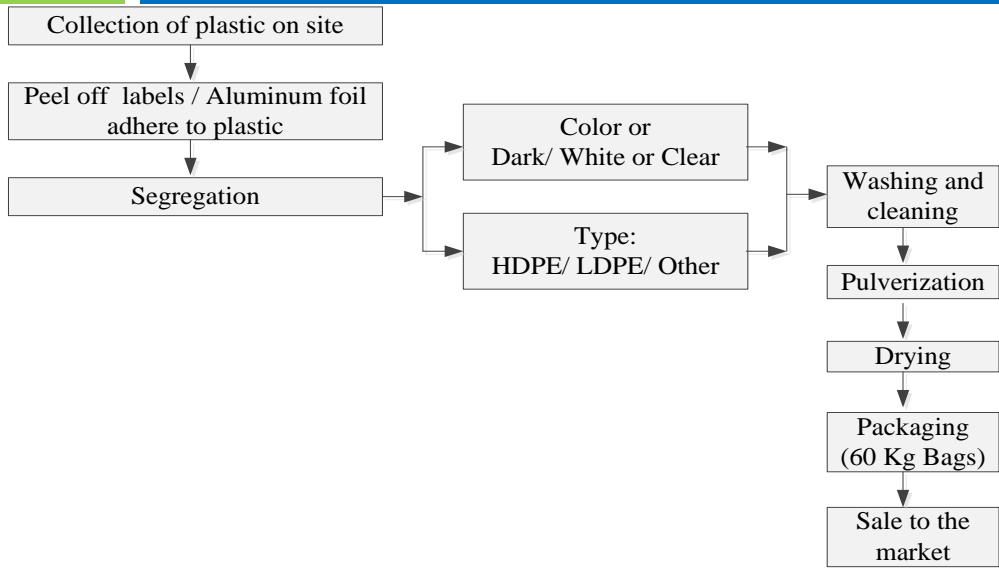 Collection of plastic on site
Peel off labels / Aluminum foil
adhere to plastic
Segregation
Color or
Dark/ White or Clear
Type:
HDPE/ LDPE/ Other
Washing and
cleaning
Pulverization
Drying
Packaging
(60 Kg Bags)
Sale to the
market